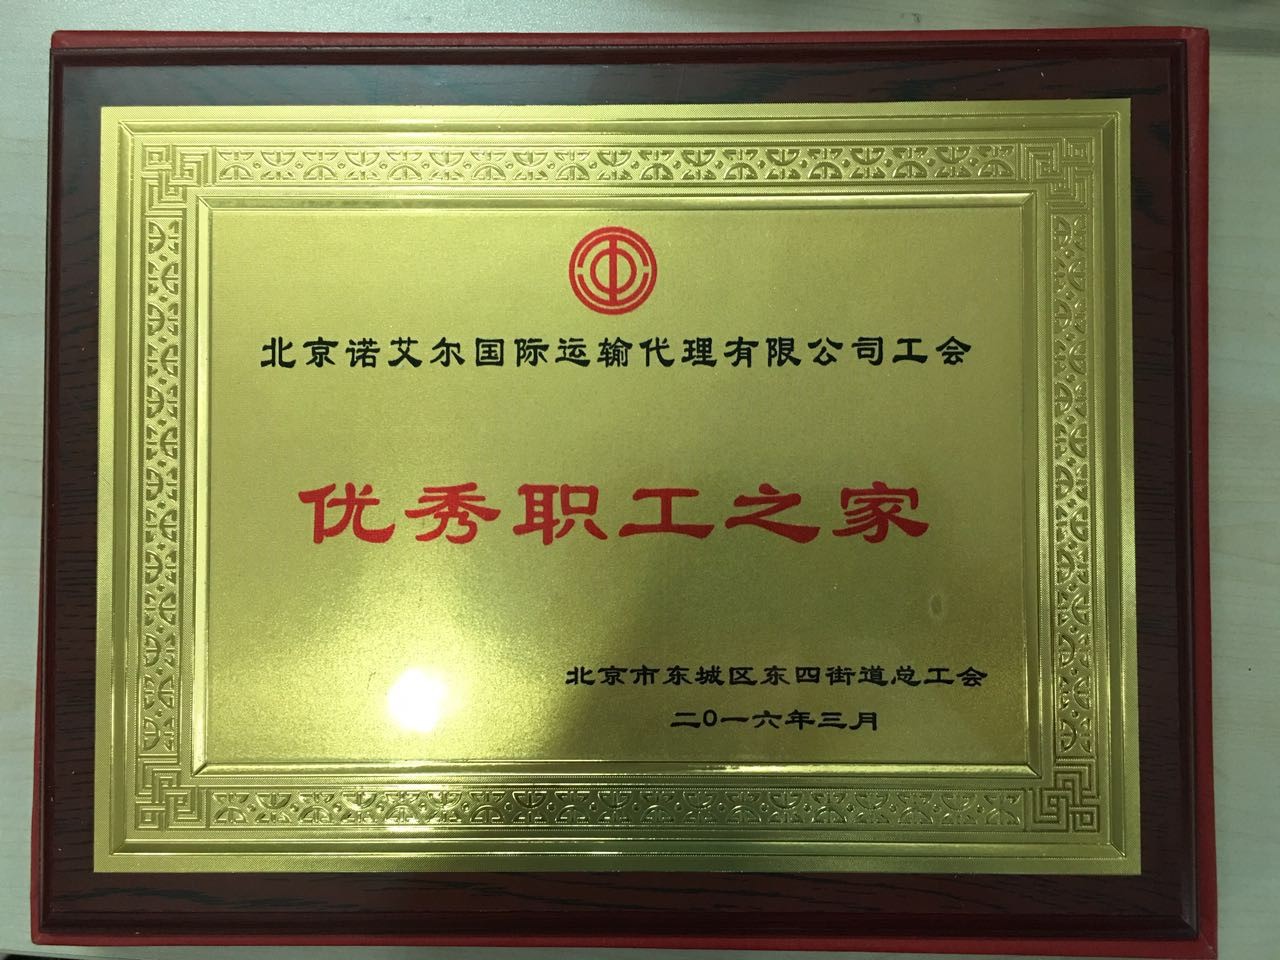 北京诺艾尔国际运输代理有限公司工会
优秀职工之家
北京市东城区东四街道总工会
二0一六年三月